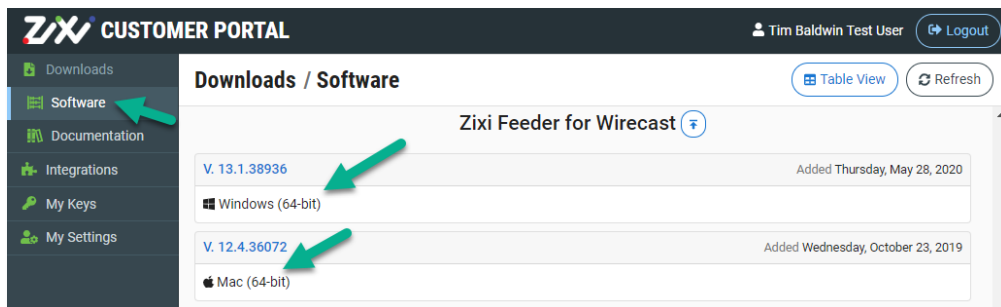 ZiXi CUSTOMER PORTAL
Tim Baldwin Test User
Logout
Downloads
Software
Documentation
Integrations
My Keys
My Settings
Downloads / Software
Table View
Refresh
Zixi Feeder for Wirecast
V. 13.1.38936
Added Thursday, May 28, 2020
Windows (64-bit)
V. 12.4.36072
Added Wednesday, October 23, 2019
Mac (64-bit)